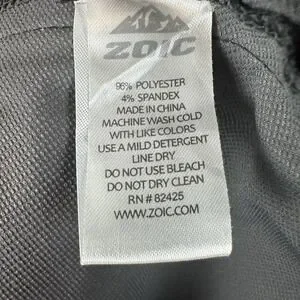 ZOIC
96% POLYESTER
4% SPANDEX
MADE IN CHINA
MACHINE WASH COLD
WITH LIKE COLORS
USE A MILD DETERGENT
LINE DRY
DO NOT USE BLEACH
DO NOT DRY CLEAN
RN # 82425
WWW.ZOIC.COM